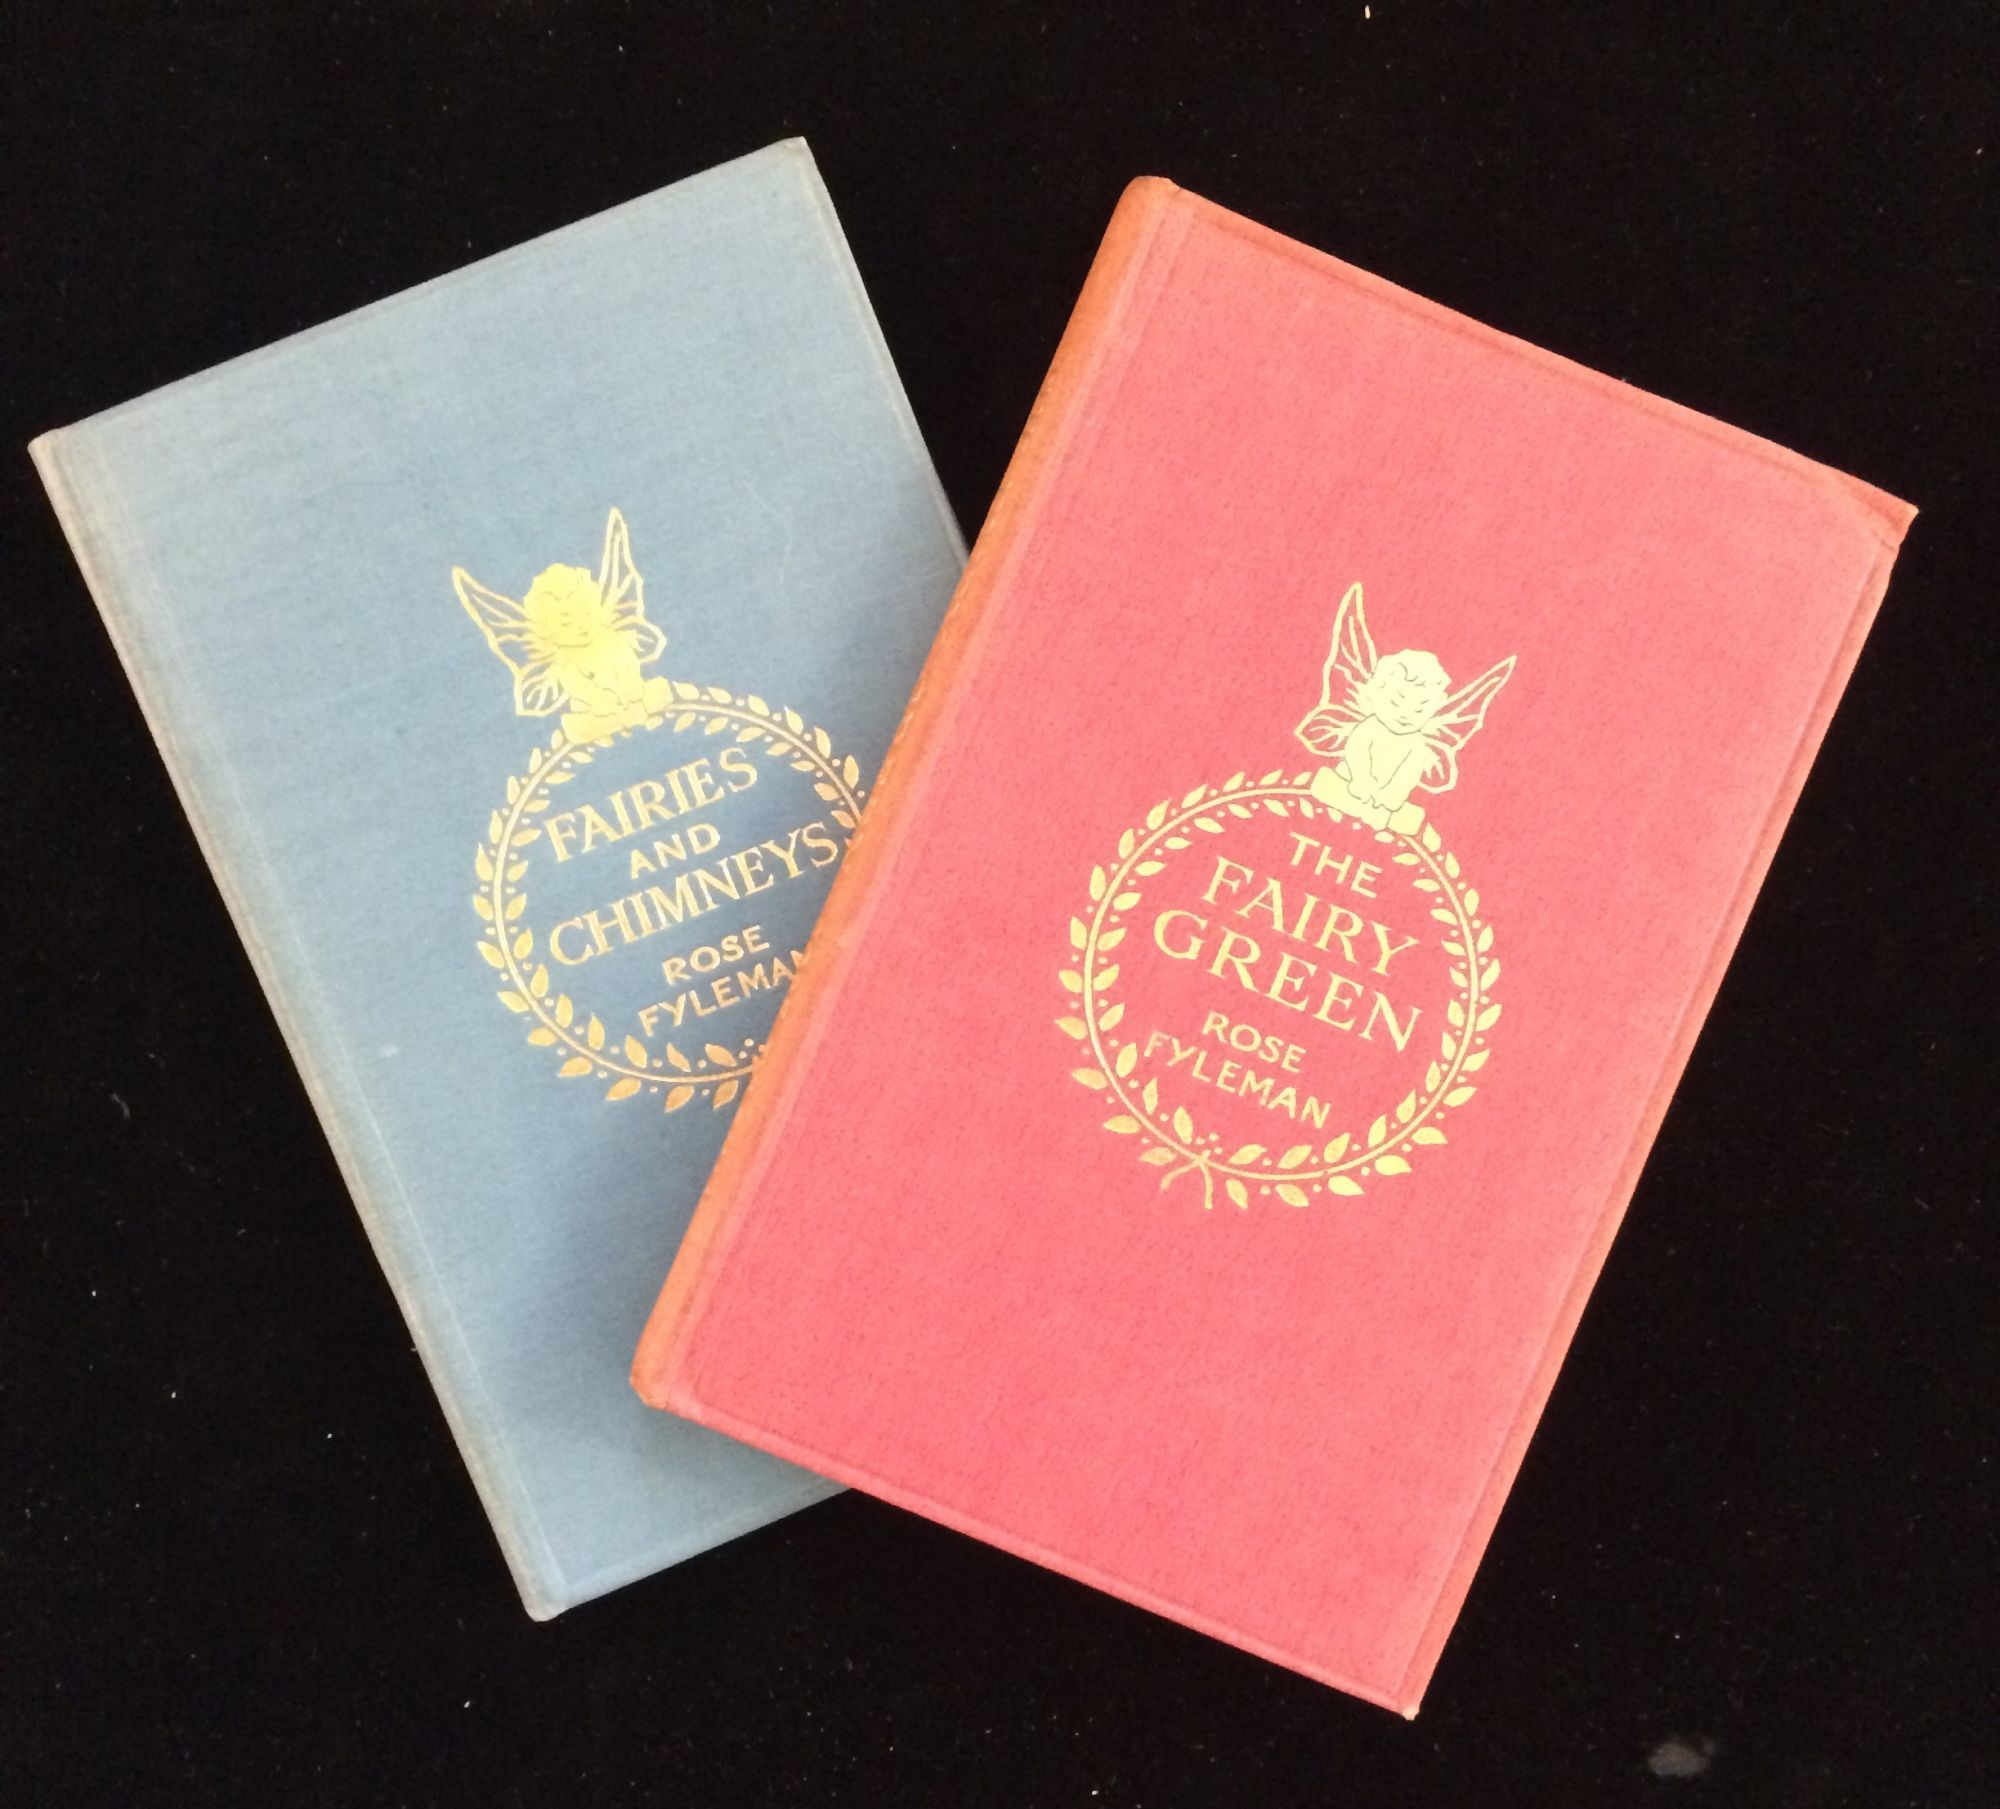 FAIRIES
AND
CHIMNEYS
ROSE
FYLEMAN
THE
FAIRY
GREEN
ROSE
FYLEMAN